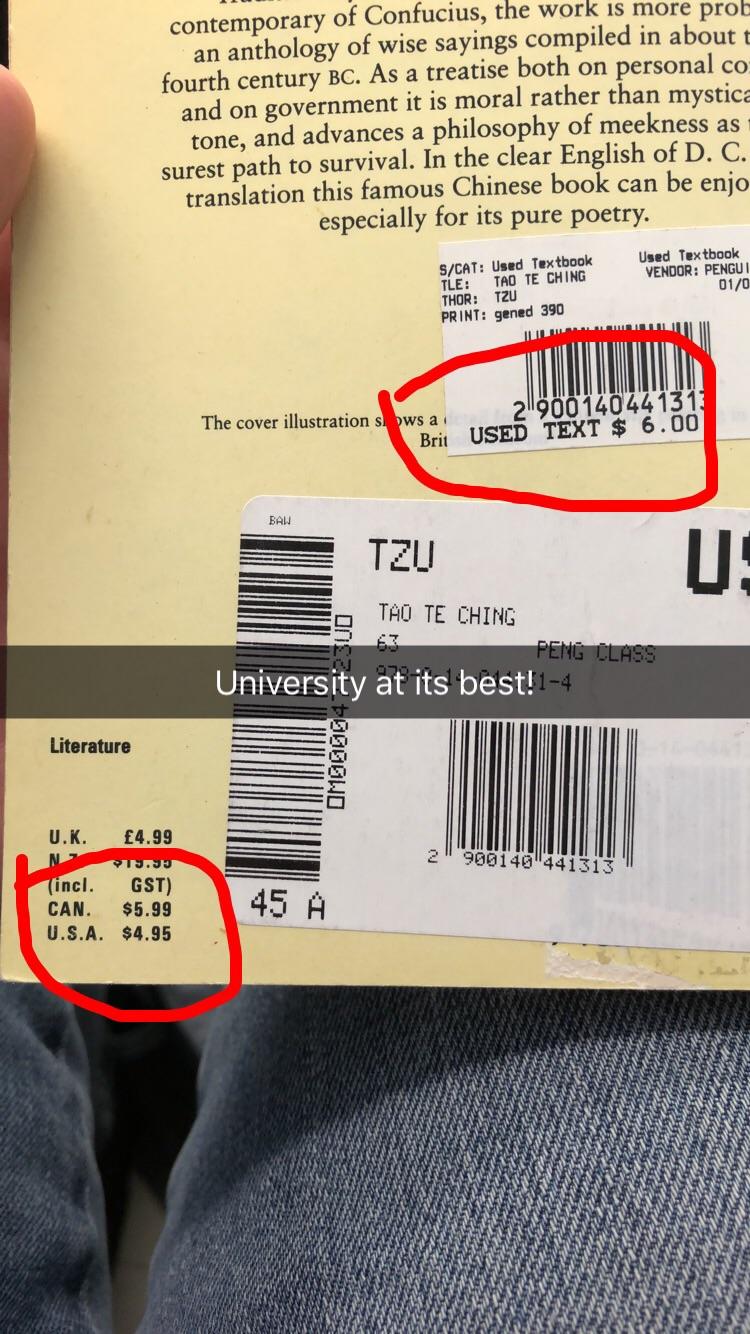 contemporary of Confucius, the work is more
an anthology of wise sayings compiled in about
fourth century BC. As a treatise both on personal
and on government it is moral rather than
tone, and advances a philosophy of meekness as
surest path to survival. In the clear English of D. C.
translation this famous Chinese book can be
especially for its pure poetry.
S/CAT: Used Textbook
TLE: TAO TE CHING
THOR: TZU
PRINT: gened 390
Used Textbook
VENDOR: PENGUI
01/0
2 900140441313
USED TEXT $ 6.00
The cover illustration shows a
Brit
BAW
TZU
TAO TE CHING
63 PENG CLASS
University at its best!
2 900140 441313
45 A
Literature
U.K. £4.99
N.Z. $19.95
(incl. GST)
CAN. $5.99
U.S.A. $4.95